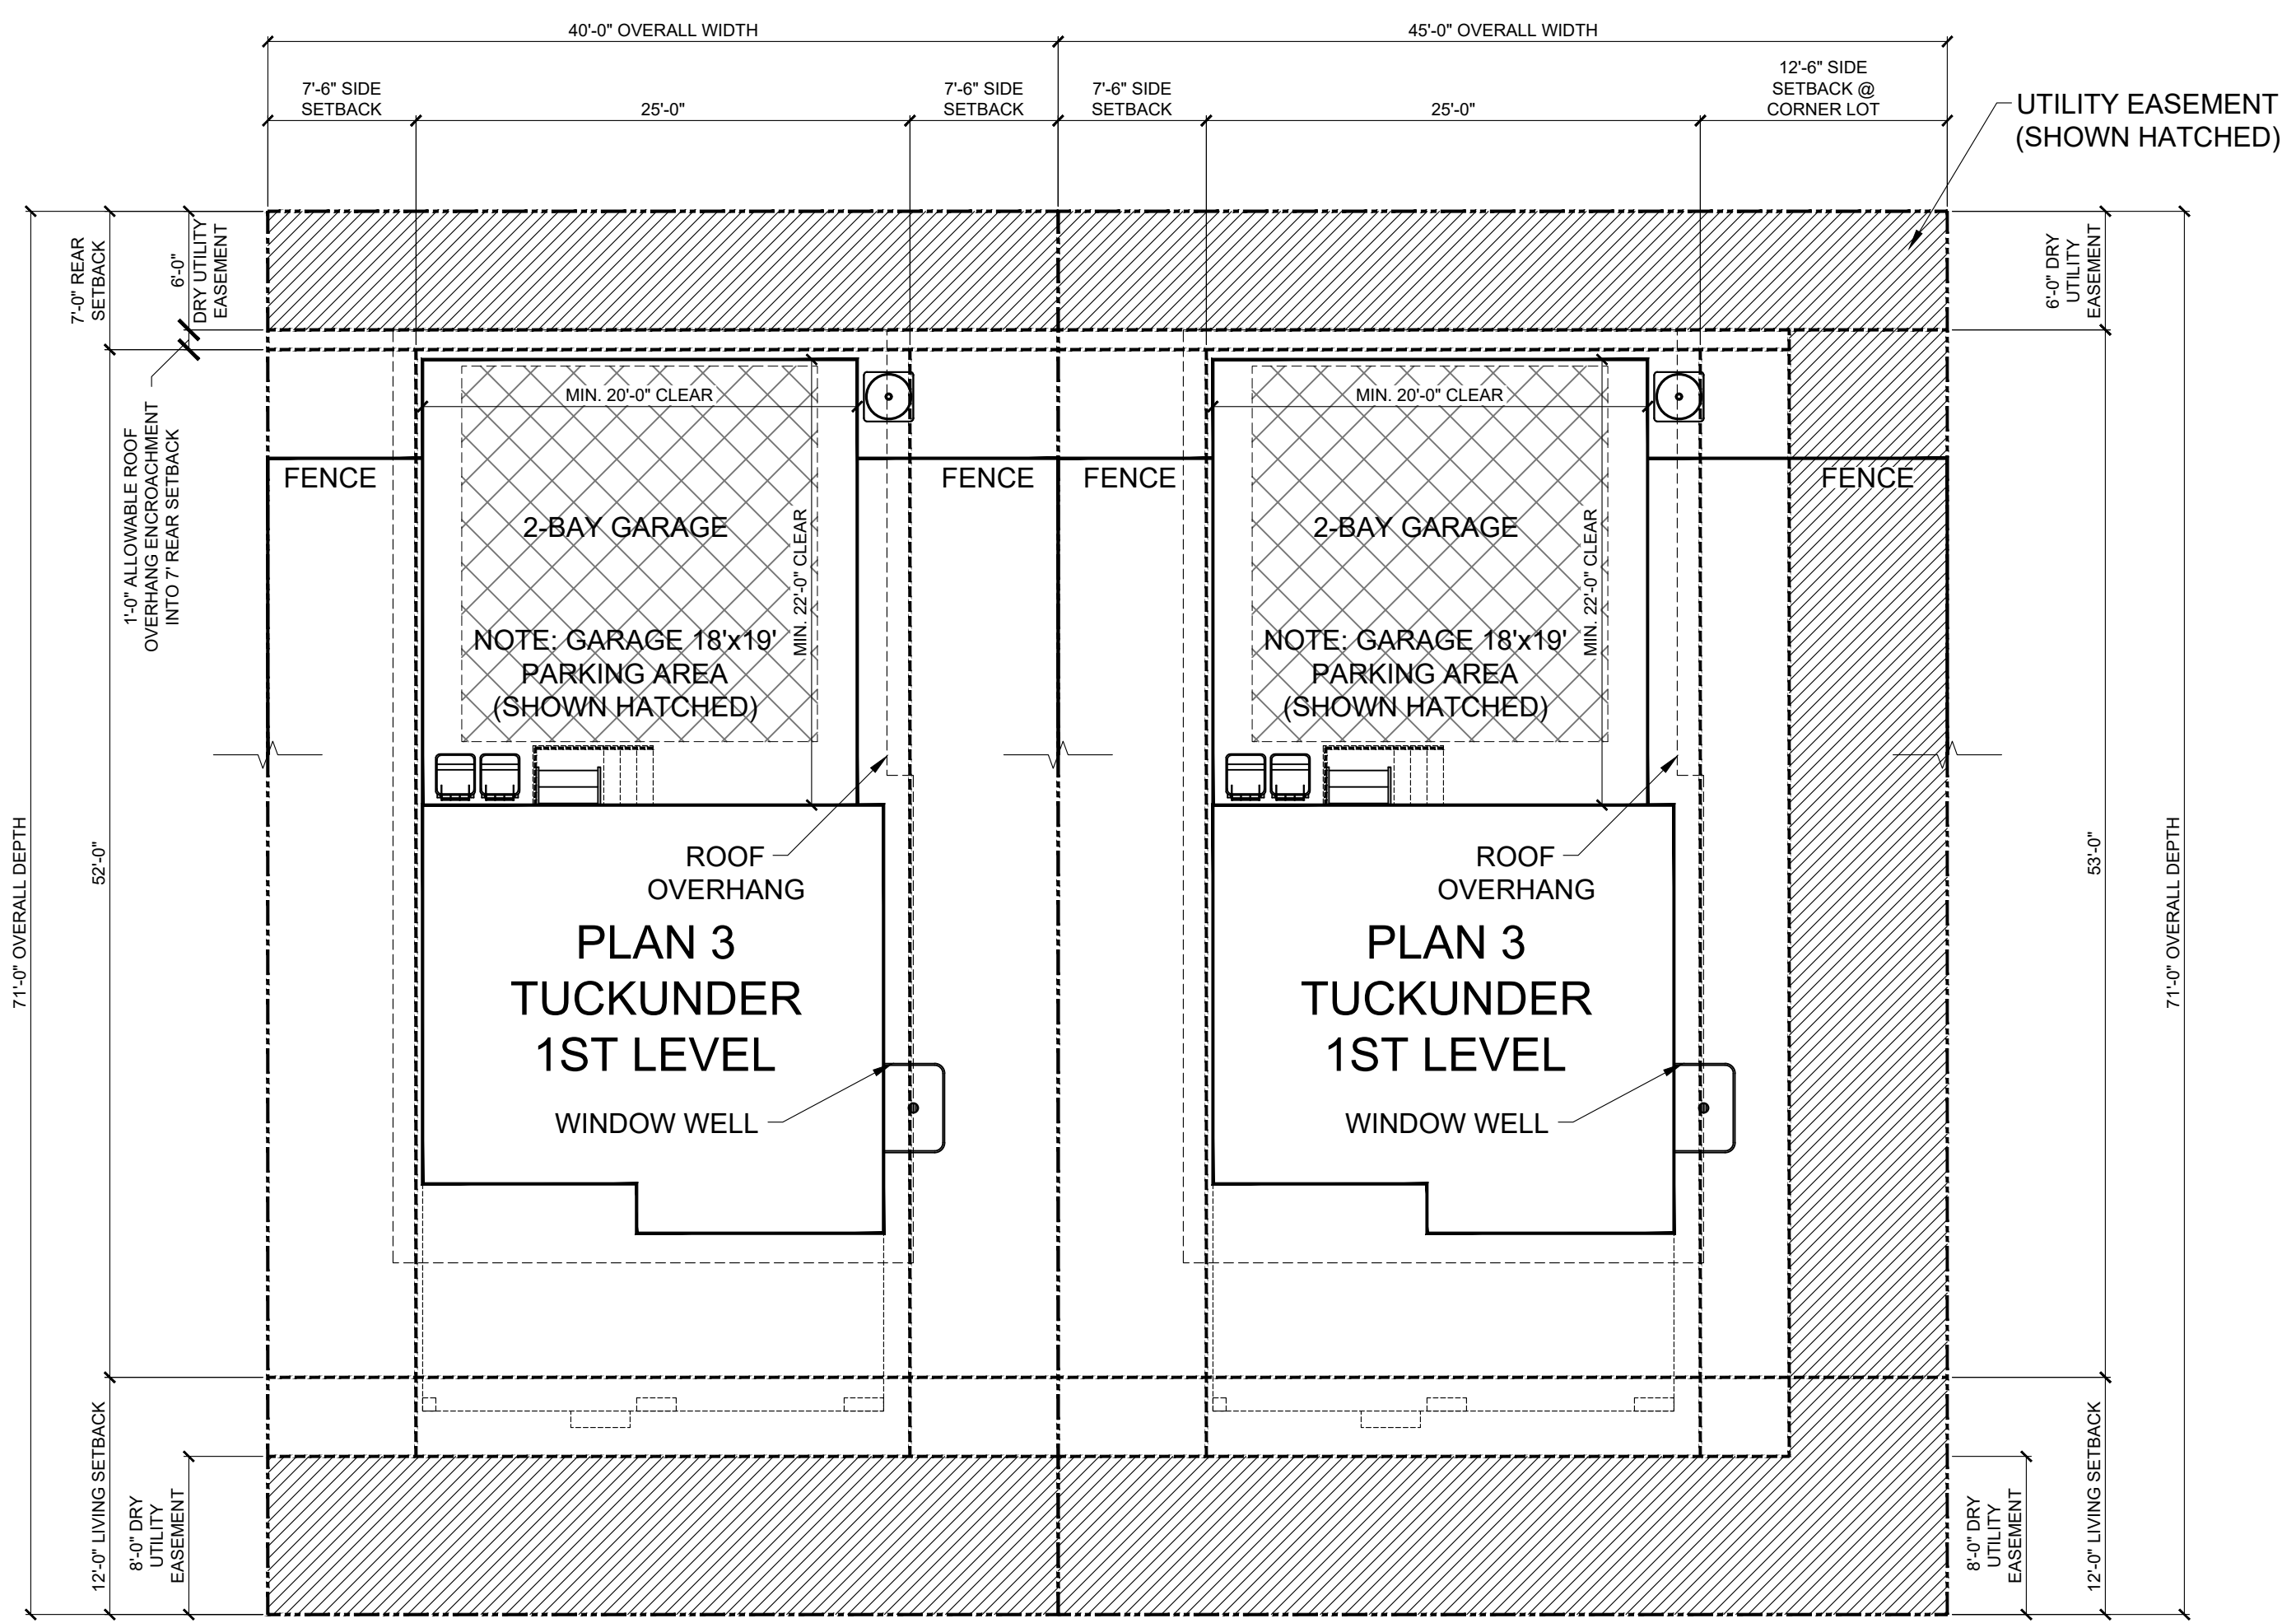 40'-0" OVERALL WIDTH
45'-0" OVERALL WIDTH
7'-6" SIDE
SETBACK
25'-0"
7'-6" SIDE
SETBACK
7'-6" SIDE
SETBACK
25'-0"
12'-6" SIDE
SETBACK @
CORNER LOT
UTILITY EASEMENT
(SHOWN HATCHED)
7'-0" REAR
SETBACK
6'-0"
DRY UTILITY
EASEMENT
6'-0" DRY
UTILITY
EASEMENT
1'-0" ALLOWABLE ROOF
OVERHANG ENCROACHMENT
INTO 7' REAR SETBACK
MIN. 20'-0" CLEAR
MIN. 20'-0" CLEAR
FENCE
FENCE
FENCE
FENCE
2-BAY GARAGE
MIN. 22'-0" CLEAR
2-BAY GARAGE
MIN. 22'-0" CLEAR
NOTE: GARAGE 18'x19'
PARKING AREA
(SHOWN HATCHED)
NOTE: GARAGE 18'x19'
PARKING AREA
(SHOWN HATCHED)
71'-0" OVERALL DEPTH
52'-0"
53'-0"
71'-0" OVERALL DEPTH
ROOF
OVERHANG
ROOF
OVERHANG
PLAN 3
TUCKUNDER
1ST LEVEL
PLAN 3
TUCKUNDER
1ST LEVEL
WINDOW WELL
WINDOW WELL
12'-0" LIVING SETBACK
8'-0" DRY
UTILITY
EASEMENT
8'-0" DRY
UTILITY
EASEMENT
12'-0" LIVING SETBACK